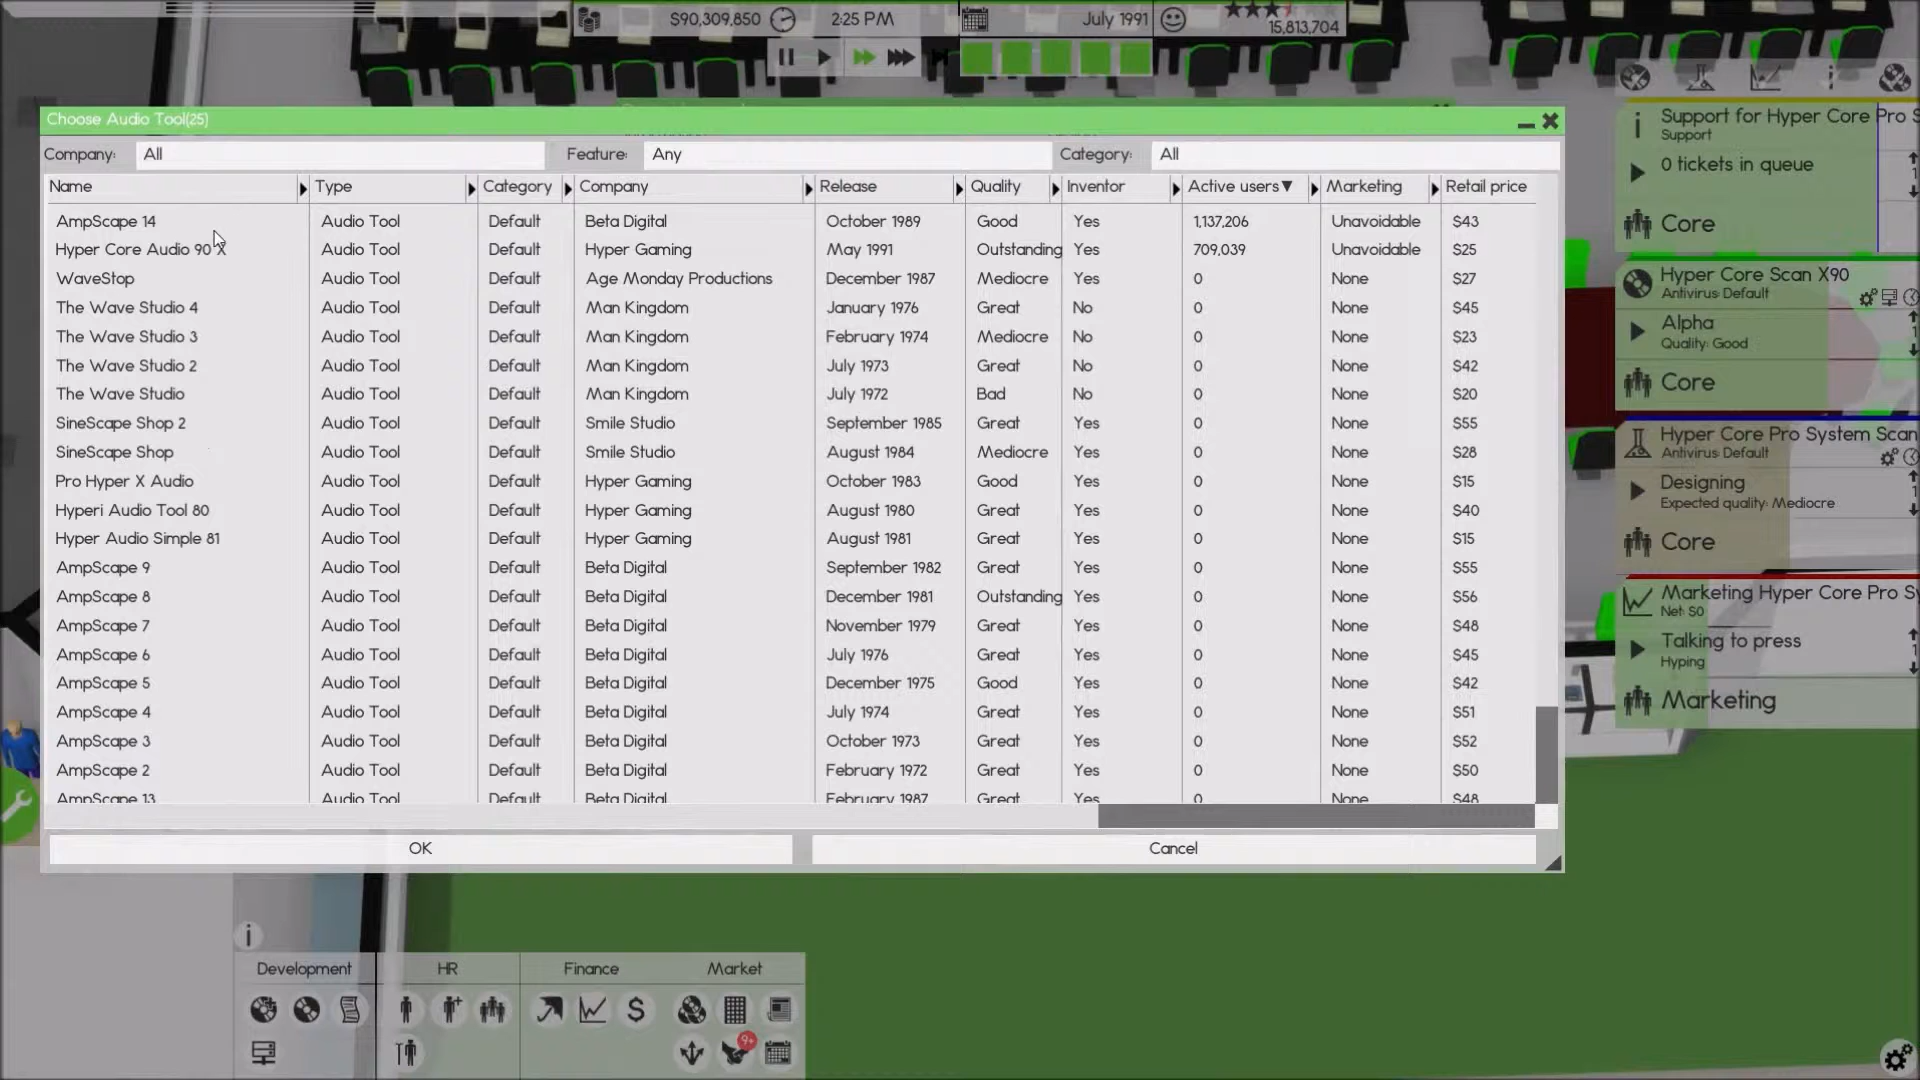 $90,309,850 2:25 PM July 1991 15,813,704
Choose Audio Tool(25)
Company: All Feature: Any Category: All
Name Type Category Company Release Quality Inventor Active users▼ Marketing Retail price
AmpScape 14 Audio Tool Default Beta Digital October 1989 Good Yes 1,137,206 Unavoidable $43
Hyper Core Audio 90 X Audio Tool Default Hyper Gaming May 1991 Outstanding Yes 709,039 Unavoidable $25
WaveStop Audio Tool Default Age Monday Productions December 1987 Mediocre Yes 0 None $27
The Wave Studio 4 Audio Tool Default Man Kingdom January 1976 Great No 0 None $45
The Wave Studio 3 Audio Tool Default Man Kingdom February 1974 Mediocre No 0 None $23
The Wave Studio 2 Audio Tool Default Man Kingdom July 1973 Great No 0 None $42
The Wave Studio Audio Tool Default Man Kingdom July 1972 Bad No 0 None $20
SineScape Shop 2 Audio Tool Default Smile Studio September 1985 Great Yes 0 None $55
SineScape Shop Audio Tool Default Smile Studio August 1984 Mediocre Yes 0 None $28
Pro Hyper X Audio Audio Tool Default Hyper Gaming October 1983 Good Yes 0 None $15
Hyperi Audio Tool 80 Audio Tool Default Hyper Gaming August 1980 Great Yes 0 None $40
Hyper Audio Simple 81 Audio Tool Default Hyper Gaming August 1981 Great Yes 0 None $15
AmpScape 9 Audio Tool Default Beta Digital September 1982 Great Yes 0 None $55
AmpScape 8 Audio Tool Default Beta Digital December 1981 Outstanding Yes 0 None $56
AmpScape 7 Audio Tool Default Beta Digital November 1979 Great Yes 0 None $48
AmpScape 6 Audio Tool Default Beta Digital July 1976 Great Yes 0 None $45
AmpScape 5 Audio Tool Default Beta Digital December 1975 Good Yes 0 None $42
AmpScape 4 Audio Tool Default Beta Digital July 1974 Great Yes 0 None $51
AmpScape 3 Audio Tool Default Beta Digital October 1973 Great Yes 0 None $52
AmpScape 2 Audio Tool Default Beta Digital February 1972 Great Yes 0 None $50
AmpScape 13 Audio Tool Default Beta Digital February 1987 Great Yes 0 None $48
OK Cancel
Support for Hyper Core Pro S
Support
0 tickets in queue
1
Core
Hyper Core Scan X90
Antivirus: Default
Alpha
Quality: Good
1
Core
Hyper Core Pro System Scan
Antivirus: Default
Designing
Expected quality: Mediocre
1
Core
Marketing Hyper Core Pro Sy
Net: $0
Talking to press
Hyping
1
Marketing
Development HR Finance Market
9+